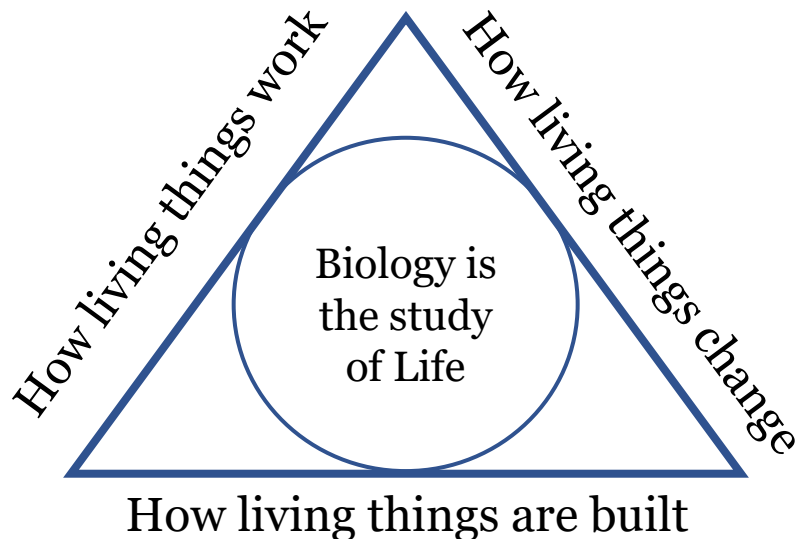 How living things work
How living things change
Biology is
the study
of Life
How living things are built